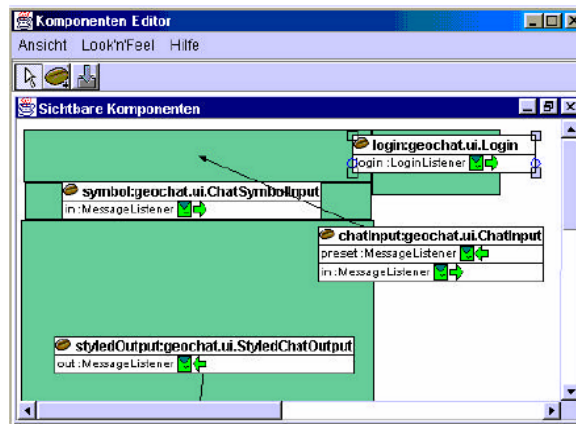 Komponenten Editor
Ansicht Look'n'Feel Hilfe
Sichtbare Komponenten
login:geochat.ui.Login
login :LoginListener
symbol:geochat.ui.ChatSymbolInput
in :MessageListener
chatInput:geochat.ui.ChatInput
preset :MessageListener
in :MessageListener
styledOutput:geochat.ui.StyledChatOutput
out :MessageListener